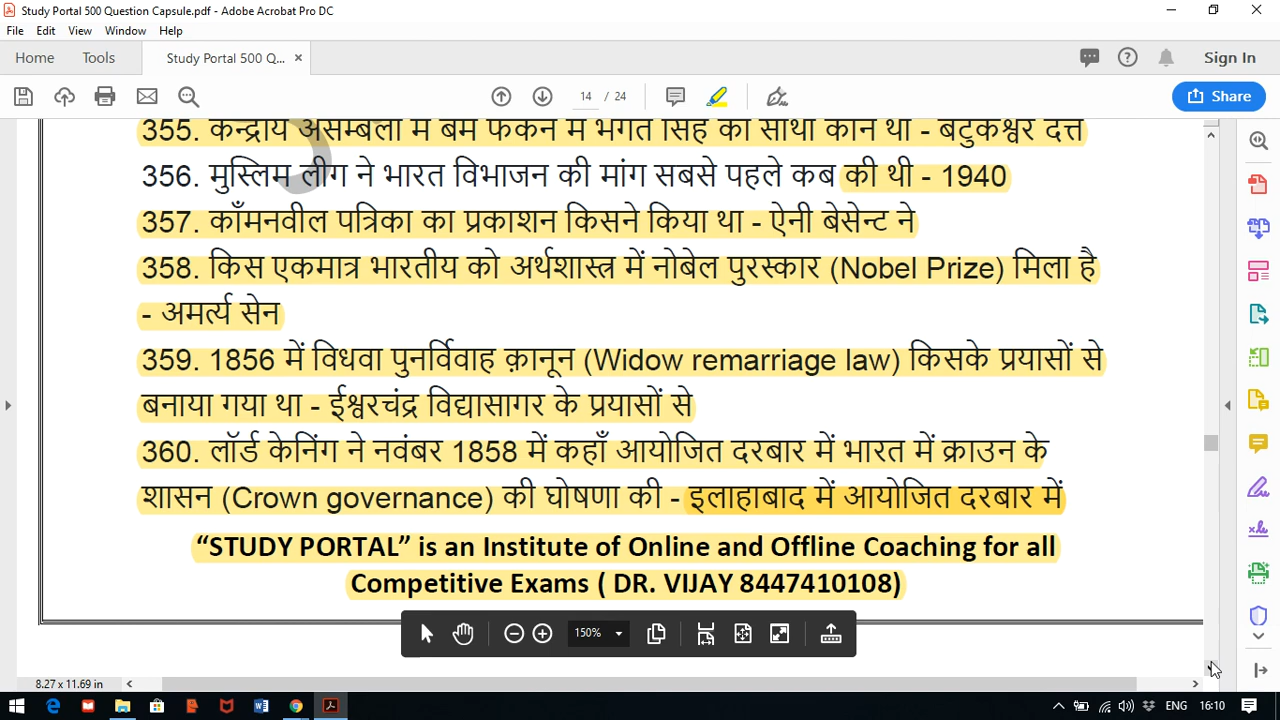 Study Portal 500 Question Capsule.pdf - Adobe Acrobat Pro DC
File Edit View Window Help
Home Tools Study Portal 500 Q... × Sign In
14 / 24 Share
355. केन्द्रीय असेम्बली में बम फेंकने में भगत सिंह का साथी कौन था - बटुकेश्वर दत्त
356. मुस्लिम लीग ने भारत विभाजन की मांग सबसे पहले कब की थी - 1940
357. काँमनवील पत्रिका का प्रकाशन किसने किया था - ऐनी बेसेन्ट ने
358. किस एकमात्र भारतीय को अर्थशास्त्र में नोबेल पुरस्कार (Nobel Prize) मिला है
- अमर्त्य सेन
359. 1856 में विधवा पुनर्विवाह क़ानून (Widow remarriage law) किसके प्रयासों से
बनाया गया था - ईश्वरचंद्र विद्यासागर के प्रयासों से
360. लॉर्ड केनिंग ने नवंबर 1858 में कहाँ आयोजित दरबार में भारत में क्राउन के
शासन (Crown governance) की घोषणा की - इलाहाबाद में आयोजित दरबार में
“STUDY PORTAL” is an Institute of Online and Offline Coaching for all
Competitive Exams ( DR. VIJAY 8447410108)
150%
8.27 x 11.69 in
ENG 16:10